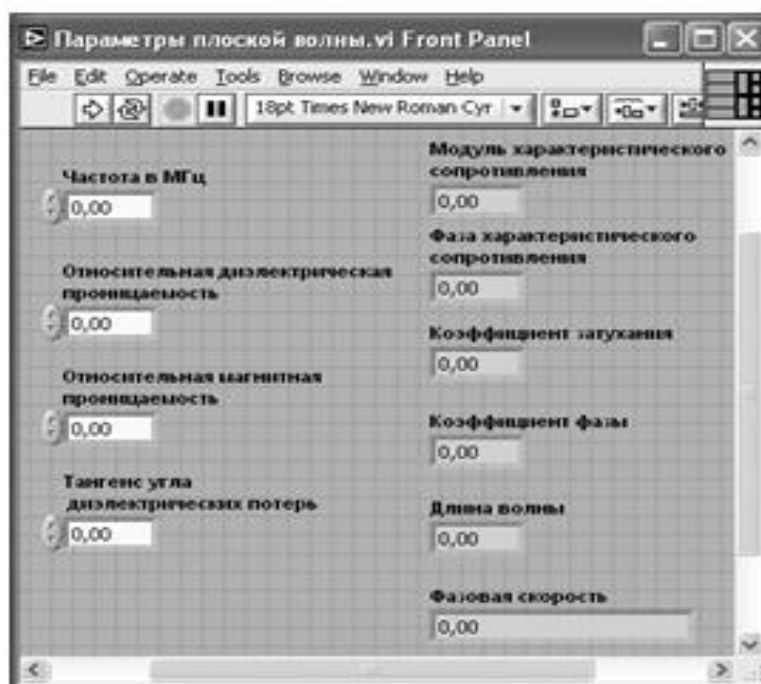 Параметры плоской волны.vi Front Panel
File Edit Operate Tools Browse Window Help
18pt Times New Roman Cyr
Частота в МГц
0,00
Относительная диэлектрическая
проницаемость
0,00
Относительная магнитная
проницаемость
0,00
Тангенс угла
диэлектрических потерь
0,00
Модуль характеристического
сопротивления
0,00
Фаза характеристического
сопротивления
0,00
Коэффициент затухания
0,00
Коэффициент фазы
0,00
Длина волны
0,00
Фазовая скорость
0,00